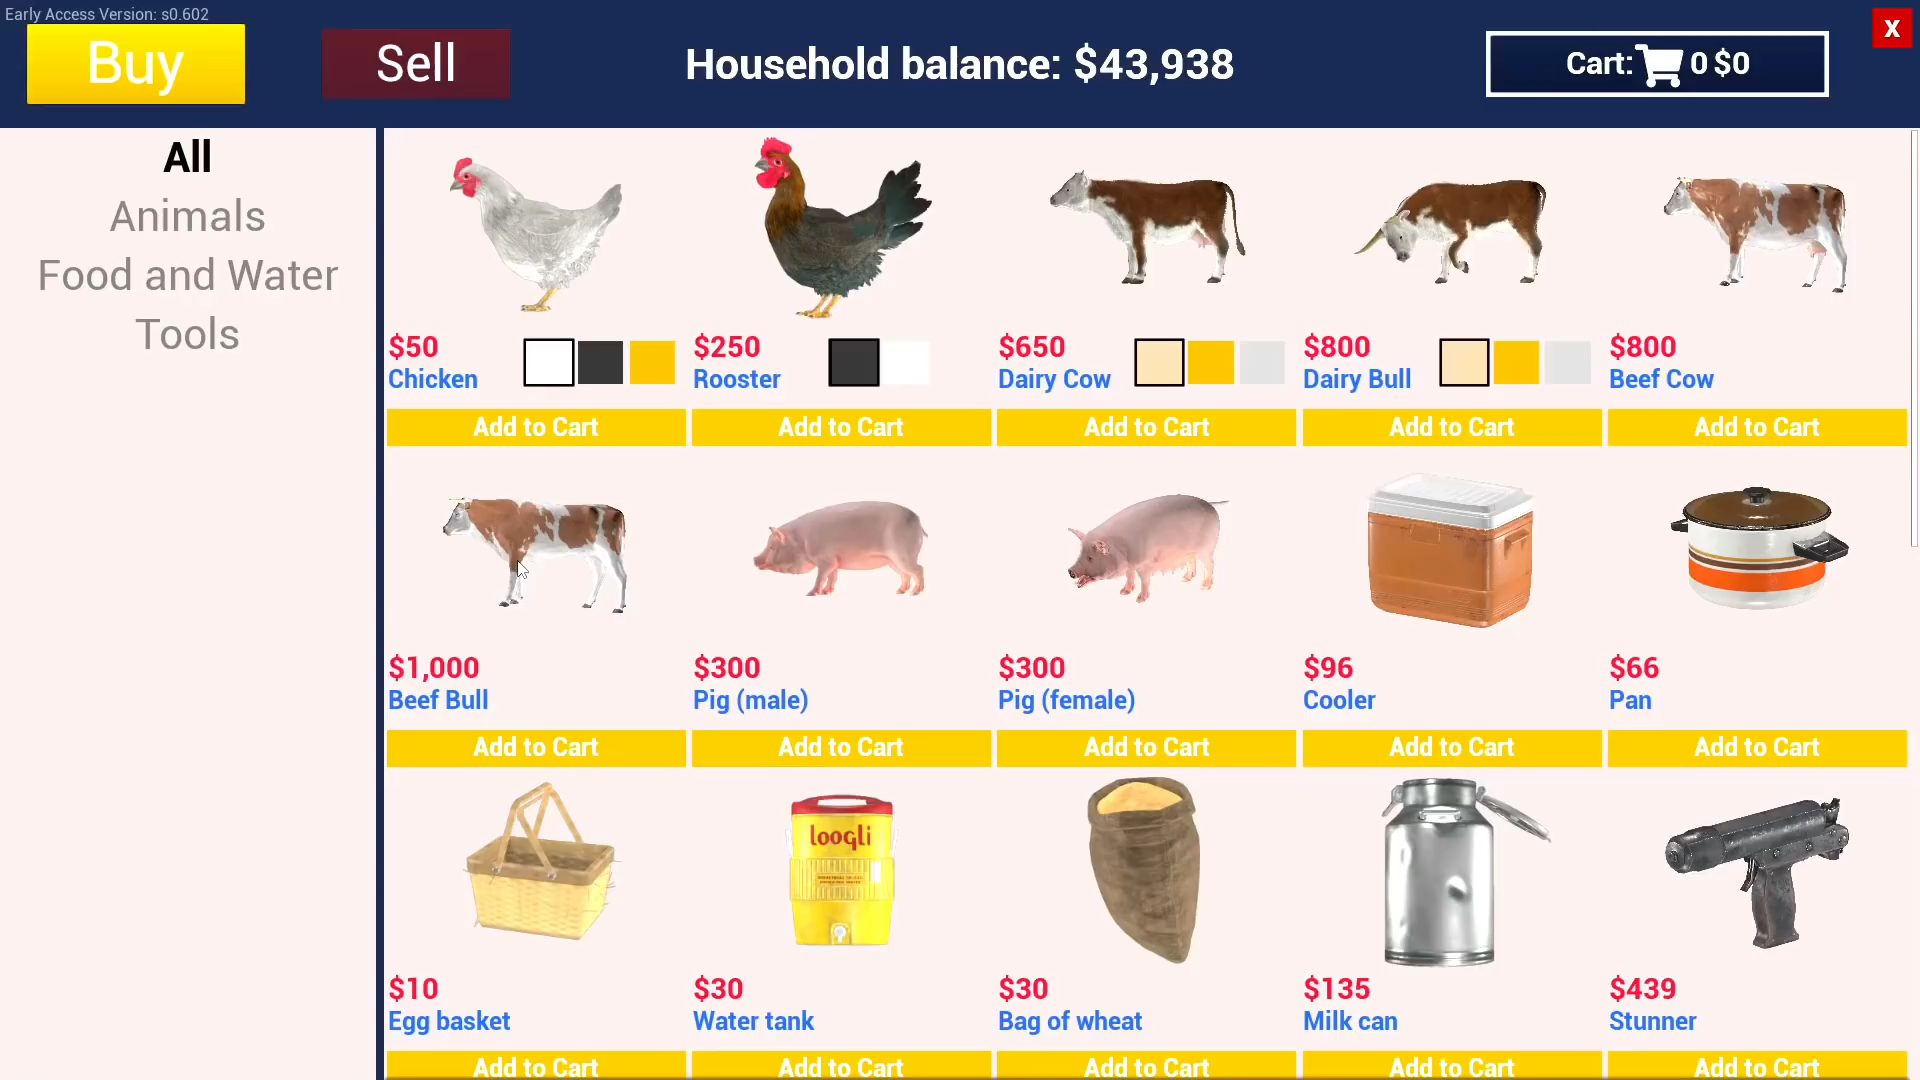 Early Access Version: s0.602
Buy
Sell
Household balance: $43,938
Cart: 0 $0
X
All
Animals
Food and Water
Tools
$50
Chicken
$250
Rooster
$650
Dairy Cow
$800
Dairy Bull
$800
Beef Cow
Add to Cart
Add to Cart
Add to Cart
Add to Cart
Add to Cart
$1,000
Beef Bull
$300
Pig (male)
$300
Pig (female)
$96
Cooler
$66
Pan
Add to Cart
Add to Cart
Add to Cart
Add to Cart
Add to Cart
loogli
$10
Egg basket
$30
Water tank
$30
Bag of wheat
$135
Milk can
$439
Stunner
Add to Cart
Add to Cart
Add to Cart
Add to Cart
Add to Cart